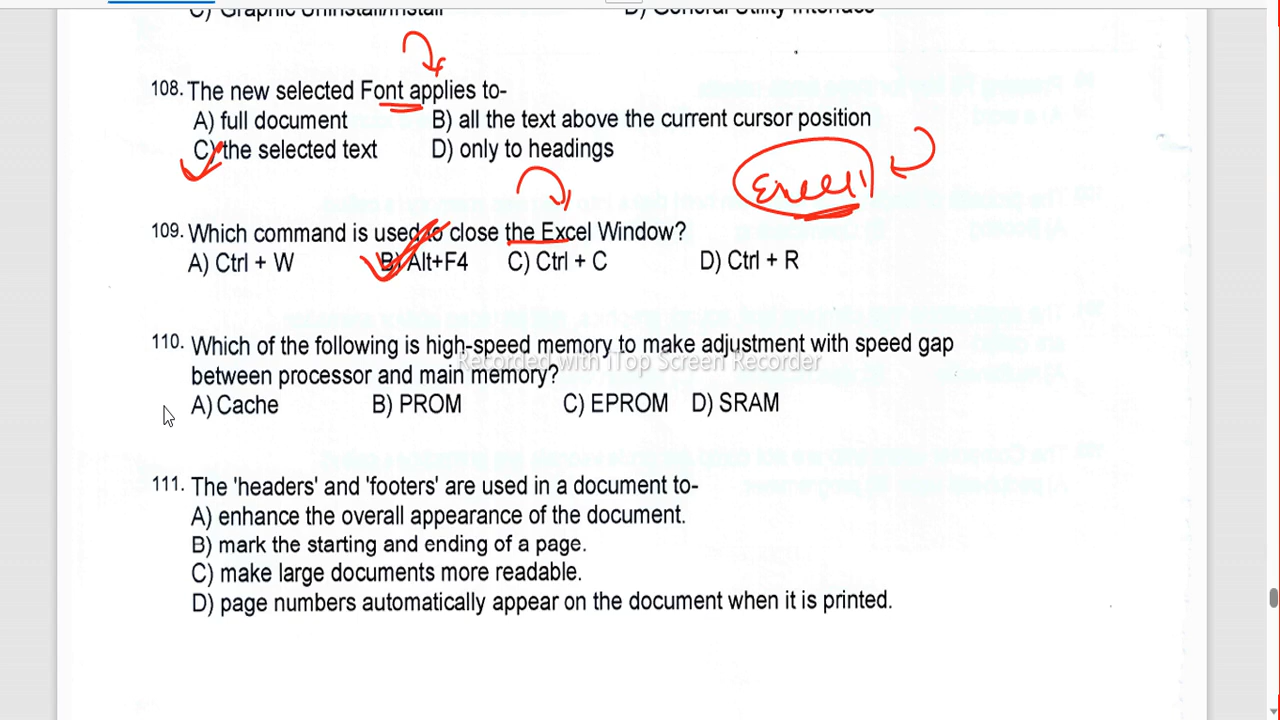 C) Graphic Uninstall/Install D) General Utility Interface
108. The new selected Font applies to-
A) full document B) all the text above the current cursor position
C) the selected text D) only to headings
Excel
109. Which command is used to close the Excel Window?
A) Ctrl + W B) Alt+F4 C) Ctrl + C D) Ctrl + R
110. Which of the following is high-speed memory to make adjustment with speed gap
Recorded with iTop Screen Recorder
between processor and main memory?
A) Cache B) PROM C) EPROM D) SRAM
111. The 'headers' and 'footers' are used in a document to-
A) enhance the overall appearance of the document.
B) mark the starting and ending of a page.
C) make large documents more readable.
D) page numbers automatically appear on the document when it is printed.